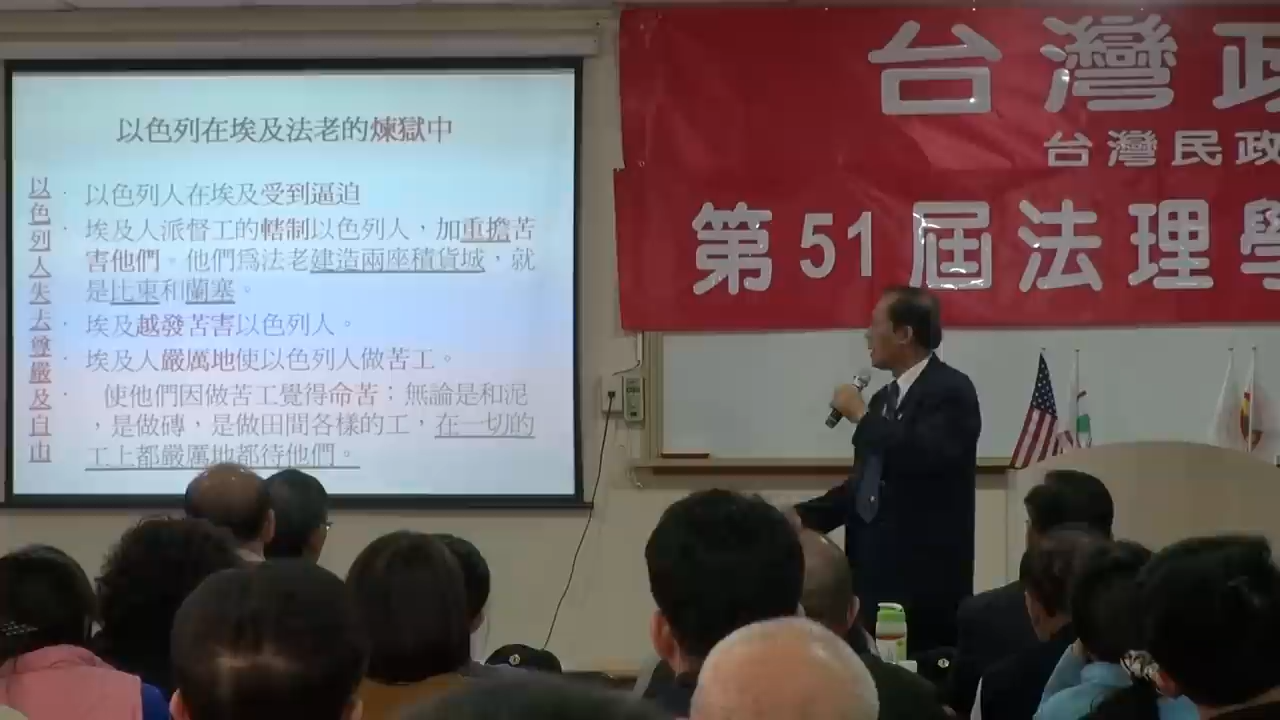 以色列在埃及法老的煉獄中
以色列人失去尊嚴及自由
· 以色列人在埃及受到逼迫
· 埃及人派督工的轄制以色列人，加重擔苦
害他們。他們為法老建造兩座積貨城，就
是比東和蘭塞。
· 埃及越發苦害以色列人。
· 埃及人嚴厲地使以色列人做苦工。
· 使他們因做苦工覺得命苦；無論是和泥
，是做磚，是做田間各樣的工，在一切的
工上都嚴厲地都待他們。
台灣政
台灣民政
第51屆法理學